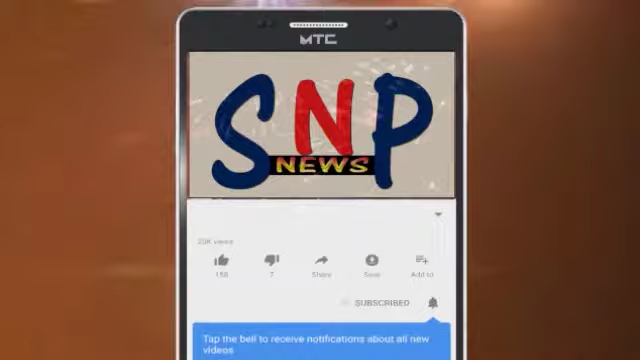 MTC
SNP
NEWS
20K views
188 7 Share Save Add to
SUBSCRIBED
Tap the bell to receive notifications about all new
videos